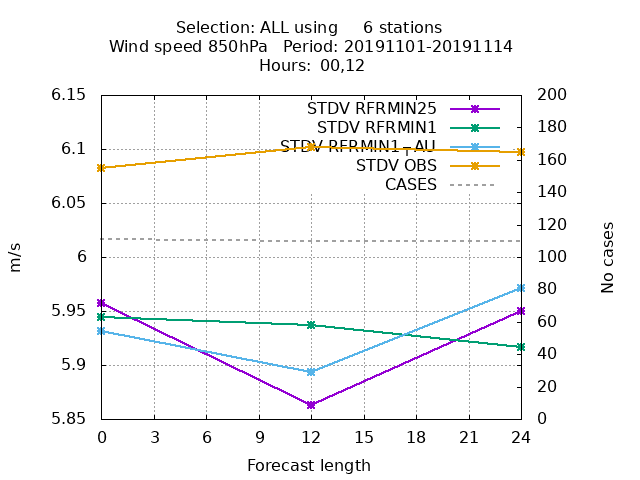 Selection: ALL using 6 stations
Wind speed 850hPa Period: 20191101-20191114
Hours: 00,12
STDV RFRMIN25
STDV RFRMIN1
STDV RFRMIN1+AU
STDV OBS
CASES
6.15
6.1
6.05
6
5.95
5.9
5.85
m/s
200
180
160
140
120
100
80
60
40
20
0
No cases
0 3 6 9 12 15 18 21 24
Forecast length